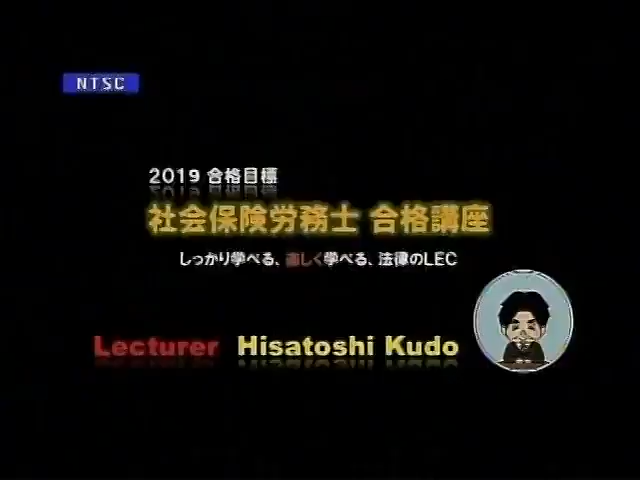 NTSC
2019 合格目標
社会保険労務士 合格講座
しっかり学べる、楽しく学べる、法律のLEC
Lecturer Hisatoshi Kudo